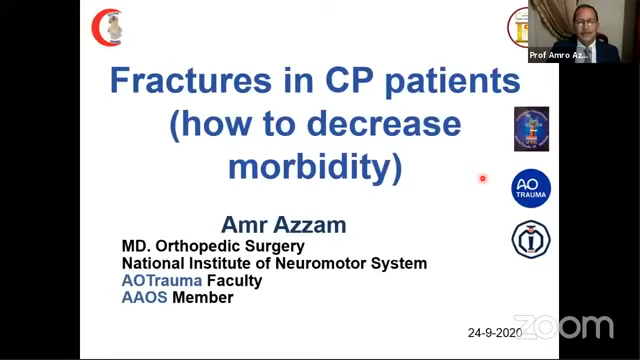 Prof Amro Az...
Fractures in CP patients
(how to decrease
morbidity)
AO
TRAUMA
Amr Azzam
MD. Orthopedic Surgery
National Institute of Neuromotor System
AOTrauma Faculty
AAOS Member
24-9-2020
zoom